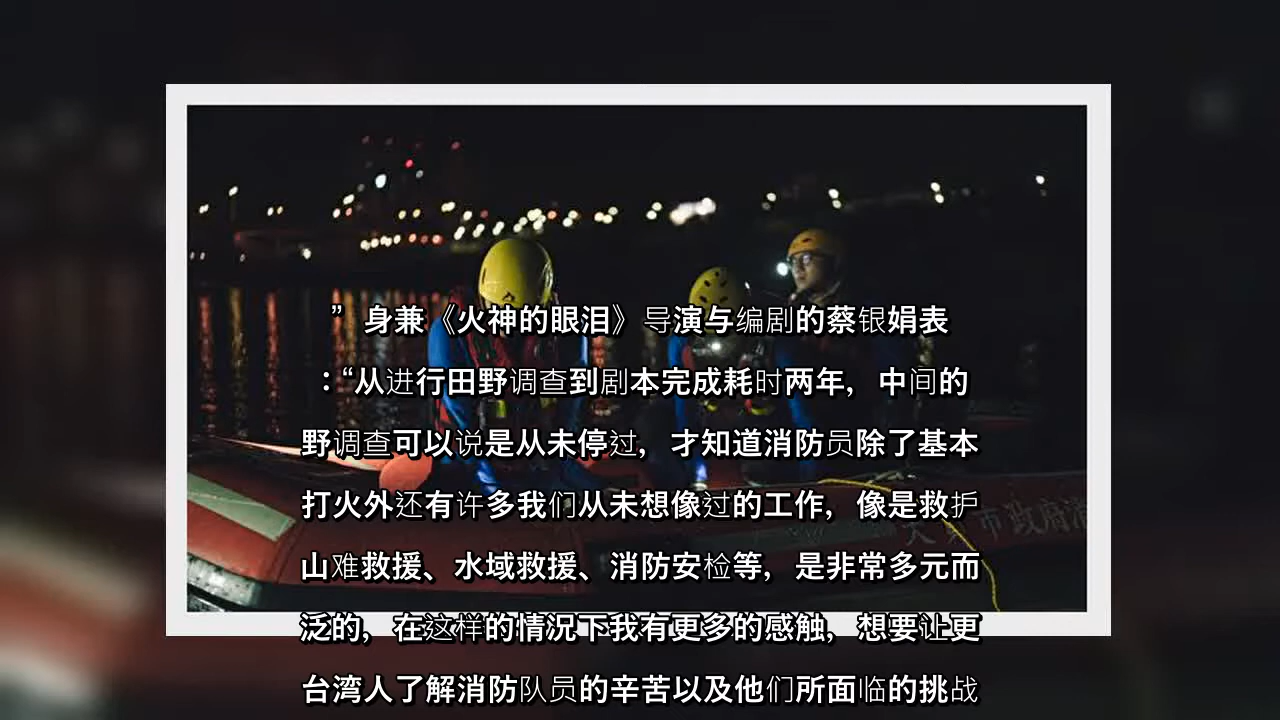 ” 身兼《火神的眼泪》导演与编剧的蔡银娟表
：“从进行田野调查到剧本完成耗时两年，中间的
野调查可以说是从未停过，才知道消防员除了基本
打火外还有许多我们从未想像过的工作，像是救护
山难救援、水域救援、消防安检等，是非常多元而
泛的，在这样的情况下我有更多的感触，想要让更
台湾人了解消防队员的辛苦以及他们所面临的挑战
市政府消